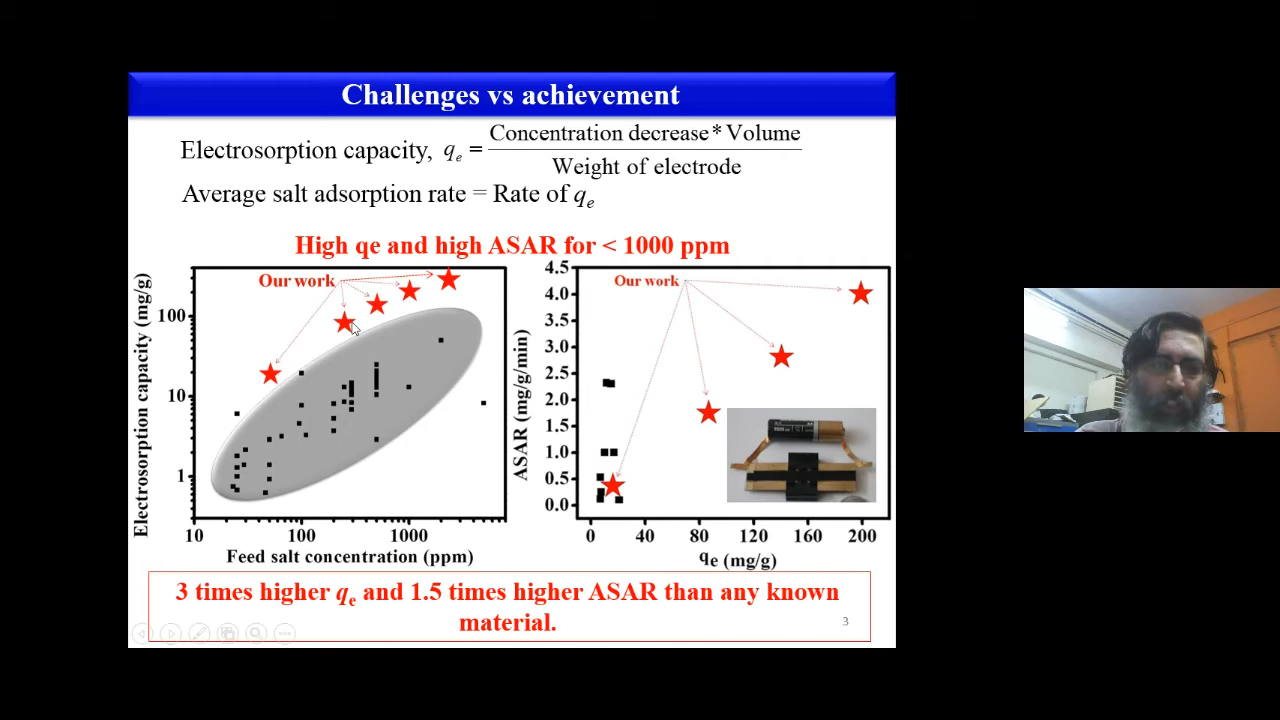 Challenges vs achievement
Electrosorption capacity, qe = Concentration decrease * Volume
Weight of electrode
Average salt adsorption rate = Rate of qe
High qe and high ASAR for < 1000 ppm
Our work
Electrosorption capacity (mg/g)
100
10
1
10 100 1000
Feed salt concentration (ppm)
Our work
ASAR (mg/g/min)
4.5
4.0
3.5
3.0
2.5
2.0
1.5
1.0
0.5
0.0
0 40 80 120 160 200
qe (mg/g)
3 times higher qe and 1.5 times higher ASAR than any known
material.
3